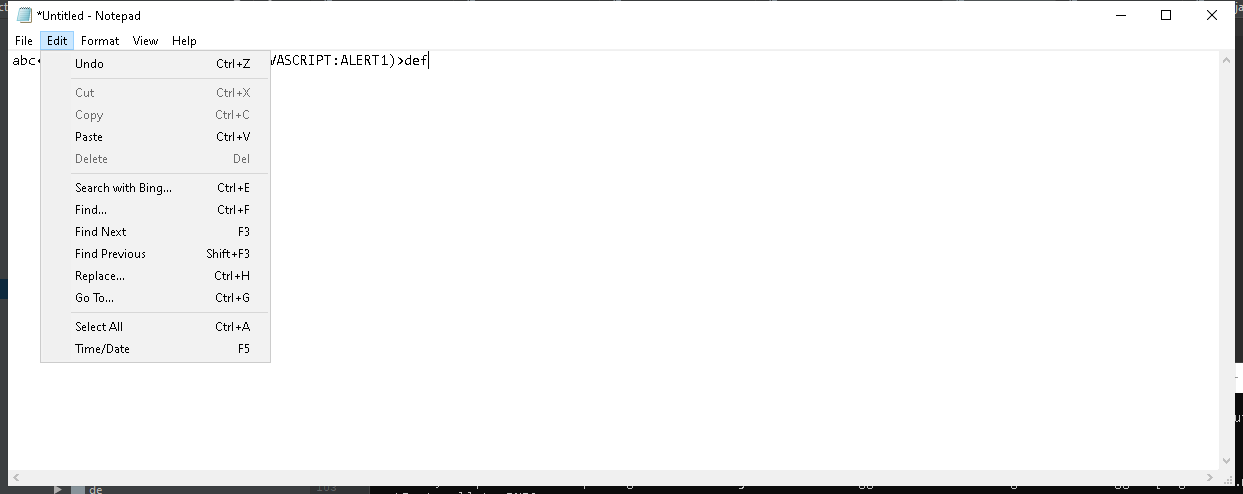 *Untitled - Notepad
File Edit Format View Help
abc< VASCRIPT:ALERT1)>def
Undo Ctrl+Z
Cut Ctrl+X
Copy Ctrl+C
Paste Ctrl+V
Delete Del
Search with Bing... Ctrl+E
Find... Ctrl+F
Find Next F3
Find Previous Shift+F3
Replace... Ctrl+H
Go To... Ctrl+G
Select All Ctrl+A
Time/Date F5
de